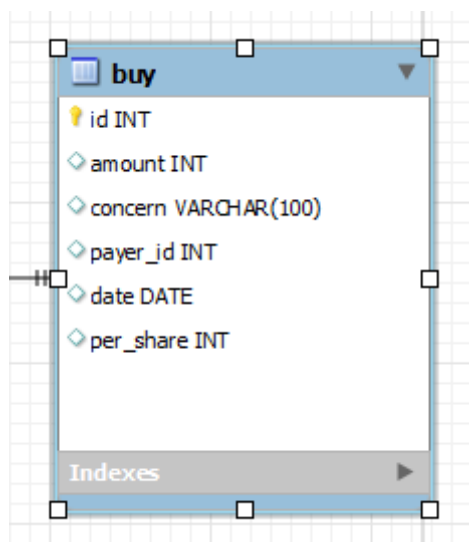 buy
id INT
amount INT
concern VARCHAR(100)
payer_id INT
date DATE
per_share INT
Indexes